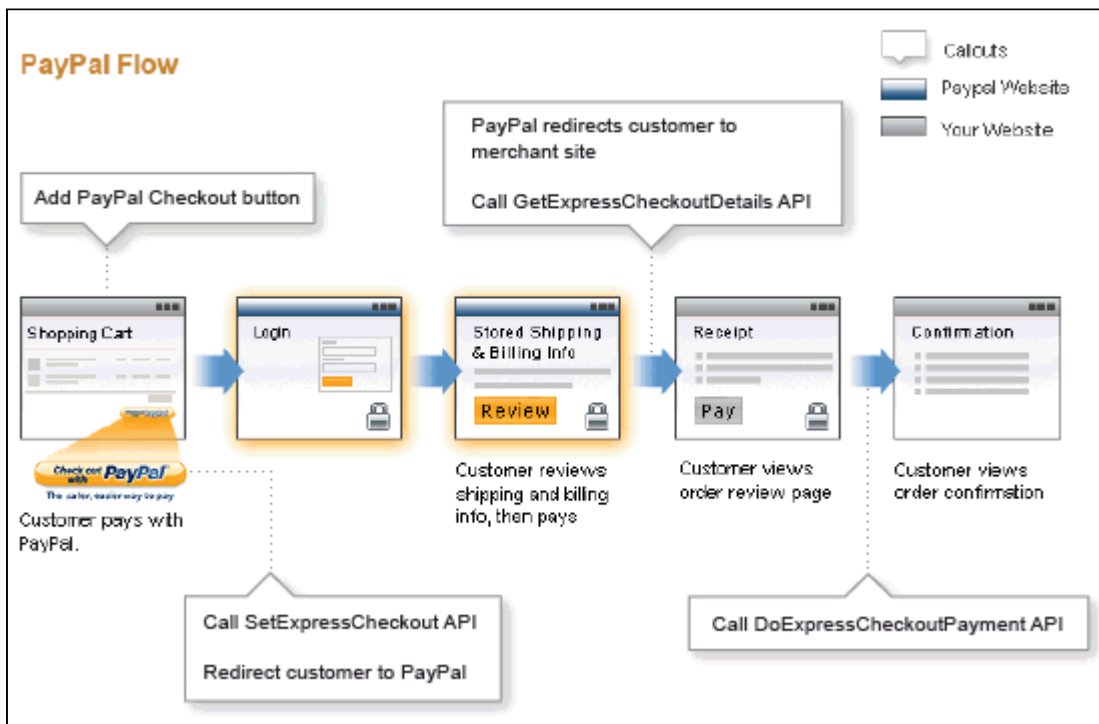 PayPal Flow
Calouts
Paypal Website
Your Website
PayPal redirects customer to
merchant site
Call GetExpressCheckoutDetails API
Add PayPal Checkout button
Shopping Cart
Login
Stored Shipping
& Billing Info
Review
Receipt
Pay
Confirmation
Check out
with PayPal
The safer, easier way to pay
Customer pays with
PayPal.
Customer reviews
shipping and billing
info, then pays
Customer views
order review page
Customer views
order confirmation
Call SetExpressCheckout API
Redirect customer to PayPal
Call DoExpressCheckoutPayment API